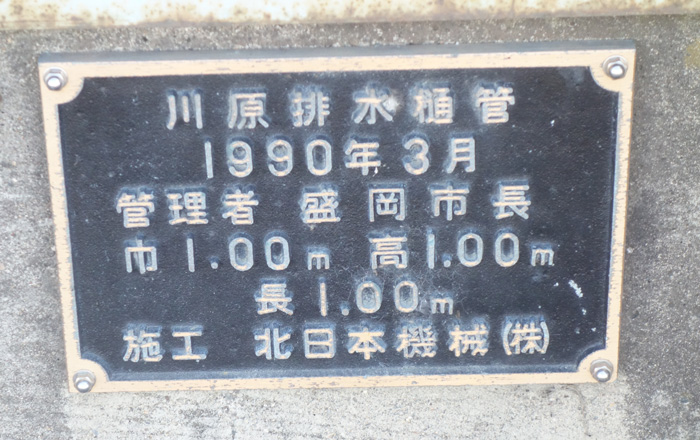 川原排水樋管
1990年3月
管理者 盛岡市長
巾1.00m 高1.00m
長1.00m
施工 北日本機械(株)